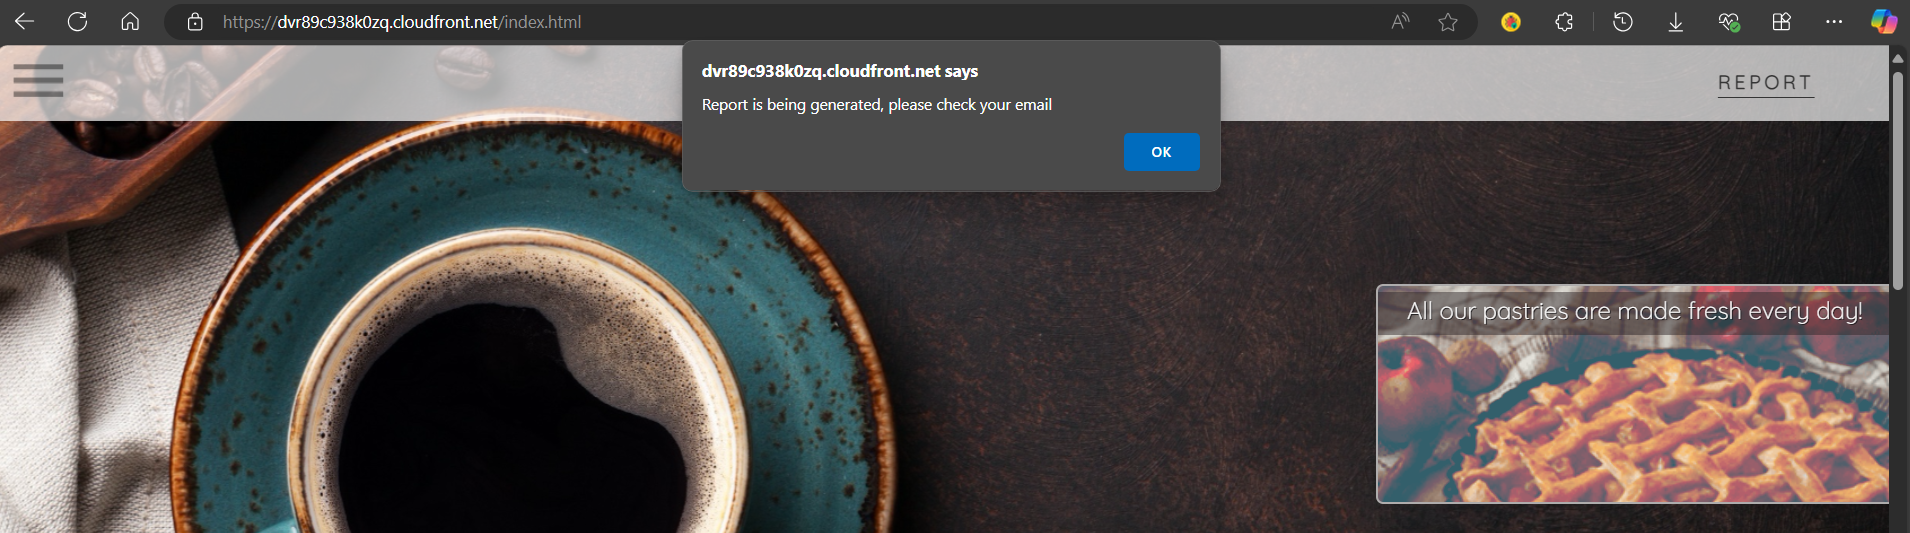 https://dvr89c938k0zq.cloudfront.net/index.html
dvr89c938k0zq.cloudfront.net says
Report is being generated, please check your email
OK
REPORT
All our pastries are made fresh every day!